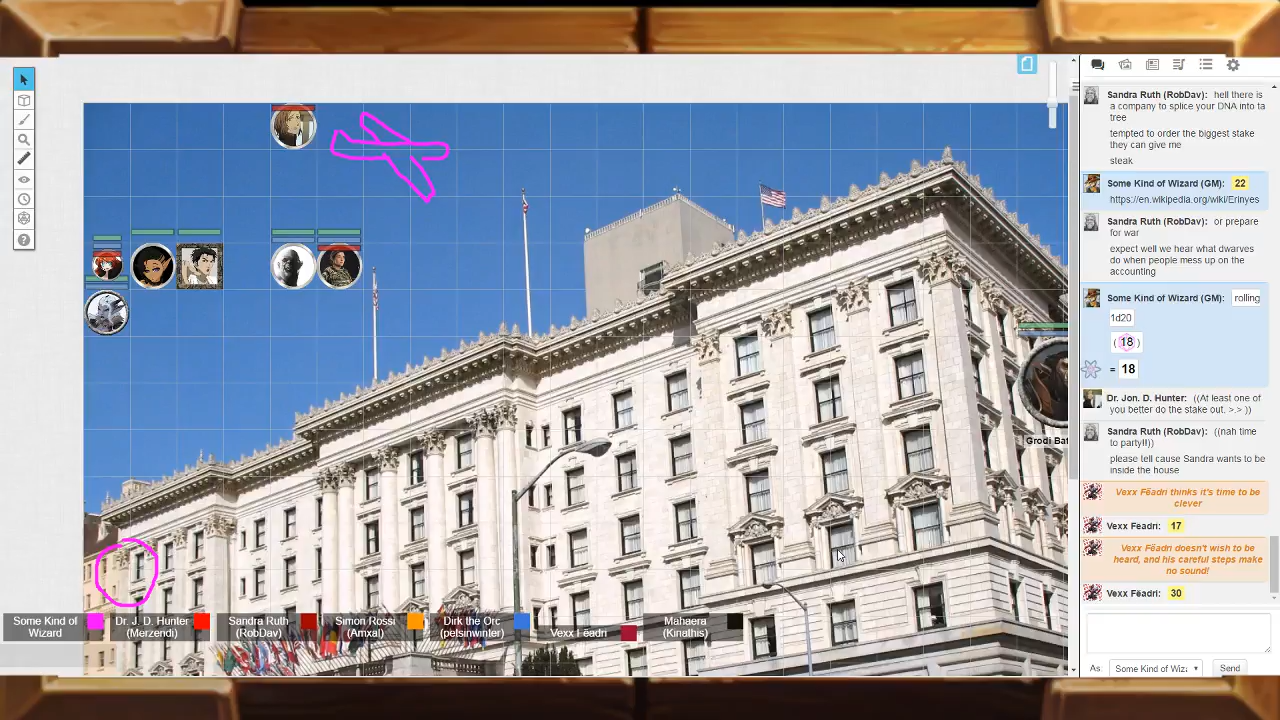 Sandra Ruth (RobDav): hell there is
a company to splice your DNA into ta
tree
tempted to order the biggest stake
they can give me
steak
Some Kind of Wizard (GM): 22
https://en.wikipedia.org/wiki/Erinyes
Sandra Ruth (RobDav): or prepare
for war
expect well we hear what dwarves
do when people mess up on the
accounting
Some Kind of Wizard (GM): rolling
1d20
(18)
= 18
Dr. Jon. D. Hunter: ((At least one of
you better do the stake out. > > ))
Sandra Ruth (RobDav): ((nah time
to party!!))
please tell cause Sandra wants to be
inside the house
Vexx Fëadri thinks it's time to be
clever
Vexx Fëadri: 17
Vexx Fëadri doesn't wish to be
heard, and his careful steps make
no sound!
Vexx Fëadri: 30
Grodi Bat
Some Kind of
Wizard
Dr. J. D. Hunter
(Merzendi)
Sandra Ruth
(RobDav)
Simon Rossi
(Amxal)
Dirk the Orc
(petsinwinter)
Vexx Fëadri
Mahaera
(Kinathis)
As:
Some Kind of Wiz
Send